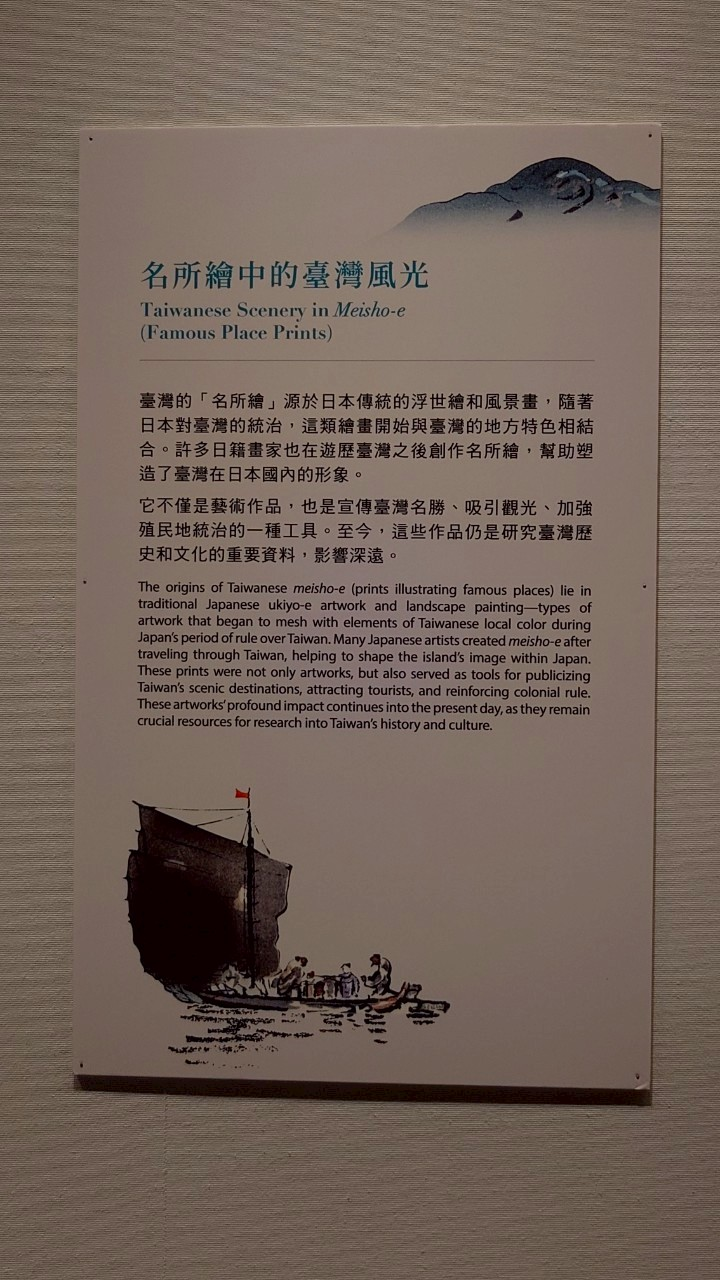 名所繪中的臺灣風光
Taiwanese Scenery in Meisho-e
(Famous Place Prints)
臺灣的「名所繪」源於日本傳統的浮世繪和風景畫，隨著
日本對臺灣的統治，這類繪畫開始與臺灣的地方特色相結
合。許多日籍畫家也在遊歷臺灣之後創作名所繪，幫助塑
造了臺灣在日本國內的形象。
它不僅是藝術作品，也是宣傳臺灣名勝、吸引觀光、加強
殖民地統治的一種工具。至今，這些作品仍是研究臺灣歷
史和文化的重要資料，影響深遠。
The origins of Taiwanese meisho-e (prints illustrating famous places) lie in
traditional Japanese ukiyo-e artwork and landscape painting—types of
artwork that began to mesh with elements of Taiwanese local color during
Japan's period of rule over Taiwan. Many Japanese artists created meisho-e after
traveling through Taiwan, helping to shape the island's image within Japan.
These prints were not only artworks, but also served as tools for publicizing
Taiwan's scenic destinations, attracting tourists, and reinforcing colonial rule.
These artworks' profound impact continues into the present day, as they remain
crucial resources for research into Taiwan's history and culture.